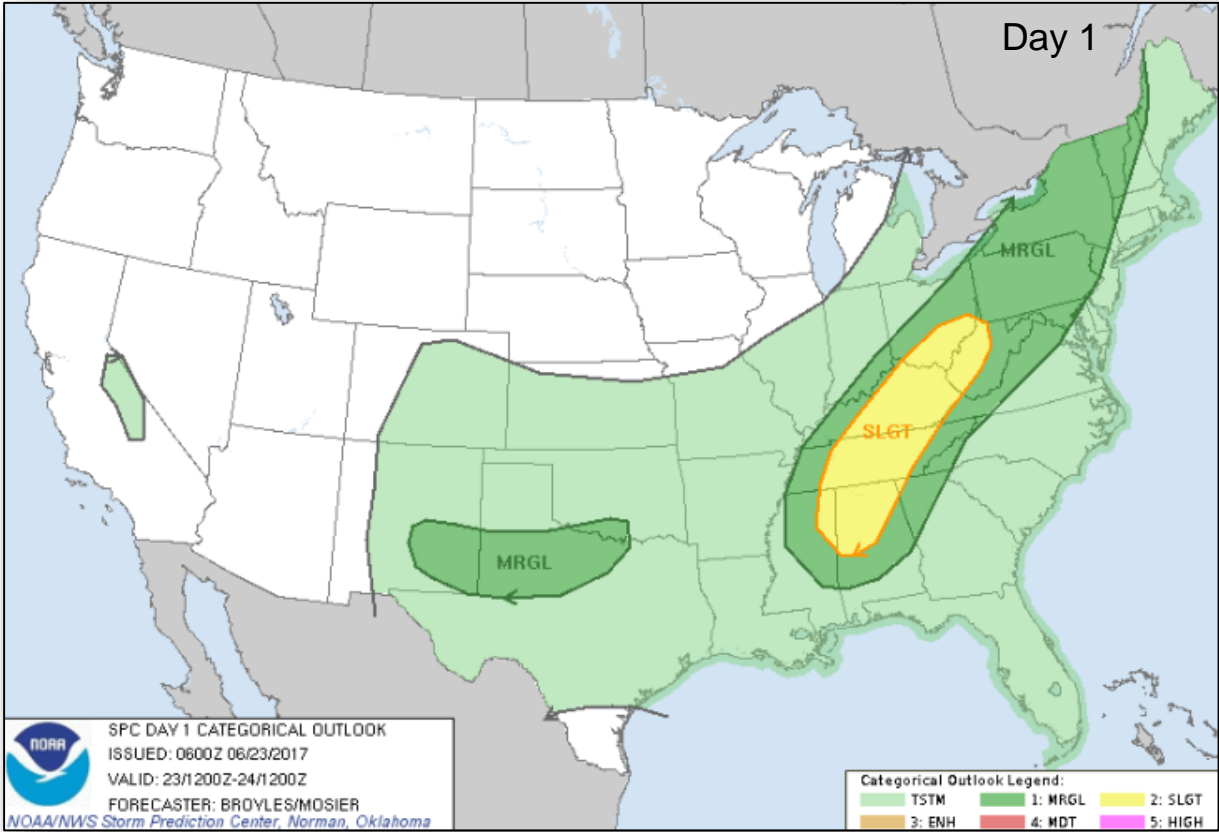 Day 1
MRGL
SLGT
MRGL
NOAA
SPC DAY 1 CATEGORICAL OUTLOOK
ISSUED: 0600Z 06/23/2017
VALID: 23/1200Z-24/1200Z
FORECASTER: BROYLES/MOSIER
NOAA/NWS Storm Prediction Center, Norman, Oklahoma
Categorical Outlook Legend:
TSTM 1: MRGL 2: SLGT
3: ENH 4: MDT 5: HIGH